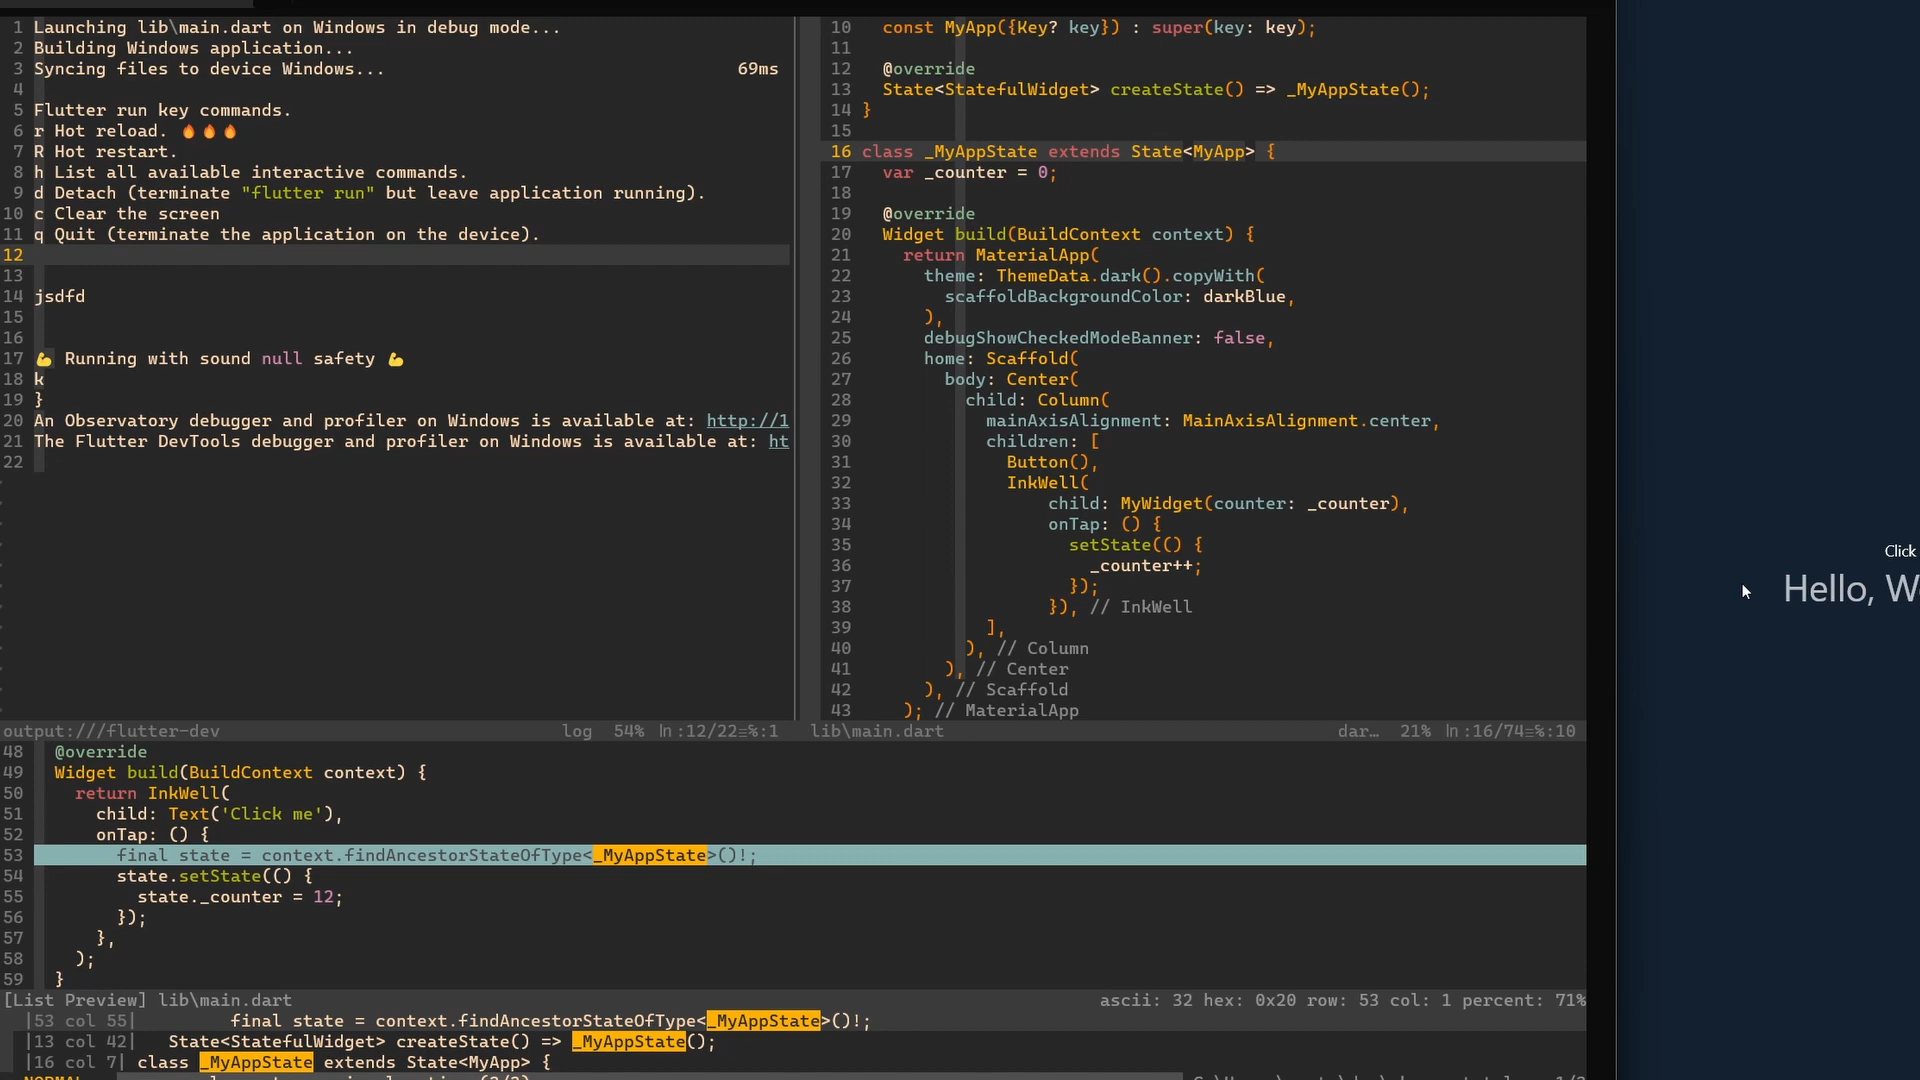 1 Launching lib\main.dart on Windows in debug mode...
2 Building Windows application...
3 Syncing files to device Windows... 69ms
4
5 Flutter run key commands.
6 r Hot reload. 🔥🔥🔥
7 R Hot restart.
8 h List all available interactive commands.
9 d Detach (terminate "flutter run" but leave application running).
10 c Clear the screen
11 q Quit (terminate the application on the device).
12
13
14 jsdfd
15
16
17 💪 Running with sound null safety 💪
18 k
19 }
20 An Observatory debugger and profiler on Windows is available at: http://1
21 The Flutter DevTools debugger and profiler on Windows is available at: ht
22
output:///flutter-dev log 54% ln:12/22≡%:1
10 const MyApp({Key? key}) : super(key: key);
11
12 @override
13 State<StatefulWidget> createState() => _MyAppState();
14 }
15
16 class _MyAppState extends State<MyApp> {
17 var _counter = 0;
18
19 @override
20 Widget build(BuildContext context) {
21 return MaterialApp(
22 theme: ThemeData.dark().copyWith(
23 scaffoldBackgroundColor: darkBlue,
24 ),
25 debugShowCheckedModeBanner: false,
26 home: Scaffold(
27 body: Center(
28 child: Column(
29 mainAxisAlignment: MainAxisAlignment.center,
30 children: [
31 Button(),
32 InkWell(
33 child: MyWidget(counter: _counter),
34 onTap: () {
35 setState(() {
36 _counter++;
37 });
38 }), // InkWell
39 ],
40 ), // Column
41 ), // Center
42 ), // Scaffold
43 ); // MaterialApp
lib\main.dart dar… 21% ln:16/74≡%:10
Click
Hello, W
48 @override
49 Widget build(BuildContext context) {
50 return InkWell(
51 child: Text('Click me'),
52 onTap: () {
53 final state = context.findAncestorStateOfType<_MyAppState>()!;
54 state.setState(() {
55 state._counter = 12;
56 });
57 },
58 );
59 }
[List Preview] lib\main.dart ascii: 32 hex: 0x20 row: 53 col: 1 percent: 71%
|53 col 55| final state = context.findAncestorStateOfType<_MyAppState>()!;
|13 col 42| State<StatefulWidget> createState() => _MyAppState();
|16 col 7| class _MyAppState extends State<MyApp> {